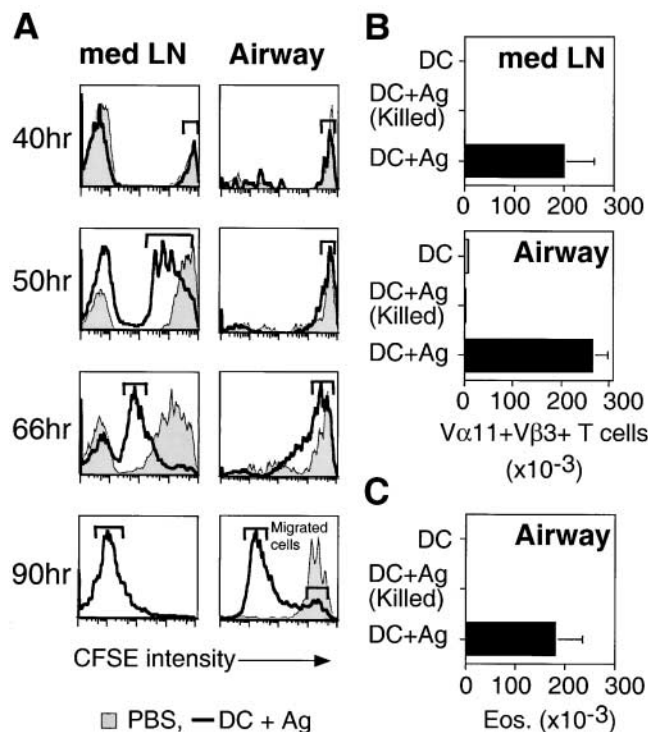 A
med LN
Airway
40hr
50hr
66hr
90hr
Migrated
cells
CFSE intensity
PBS, DC + Ag
B
med LN
DC
DC+Ag
(Killed)
DC+Ag
0 100 200 300
Airway
DC
DC+Ag
(Killed)
DC+Ag
0 100 200 300
Vα11+Vβ3+ T cells
(x10-3)
C
Airway
DC
DC+Ag
(Killed)
DC+Ag
0 100 200 300
Eos. (x10-3)